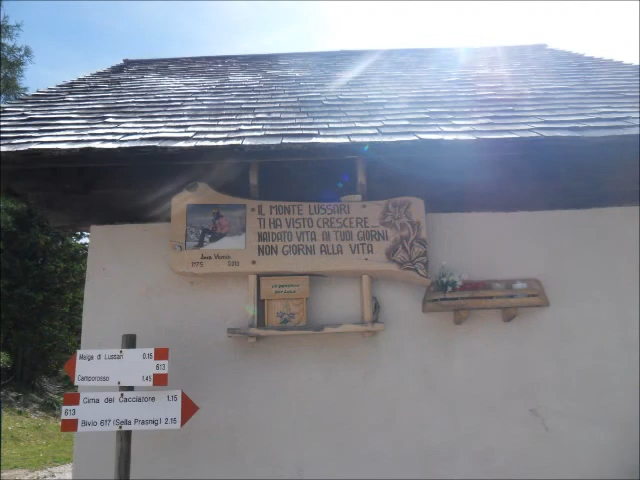 IL MONTE LUSSARI
TI HA VISTO CRESCERE...
HAI DATO VITA AI TUOI GIORNI
NON GIORNI ALLA VITA
Malga di Lussari 0.15
613
Camporosso 1.45
Cima del Cacciatore 1.15
613
Bivio 617 (Sella Prasnig) 2.15